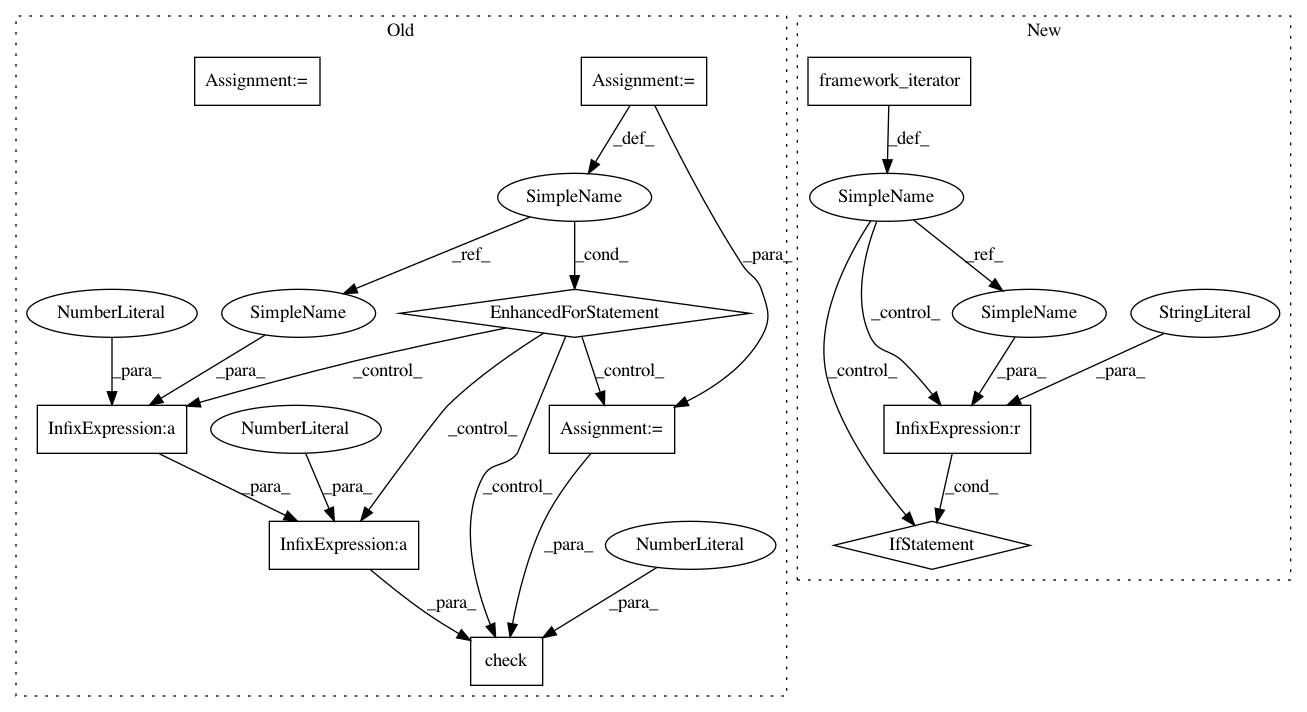 Old
New
Assignment:=
Assignment:=
framework_iterator
_def_
_def_
SimpleName
SimpleName
_ref_
_cond_
_para_
_ref_
NumberLiteral
SimpleName
EnhancedForStatement
_control_
SimpleName
StringLiteral
_para_
_para_
_control_
_control_
_control_
_para_
_para_
InfixExpression:a
NumberLiteral
_control_
Assignment:=
InfixExpression:r
_para_
_para_
_control_
_cond_
InfixExpression:a
_para_
NumberLiteral
IfStatement
_para_
_para_
check